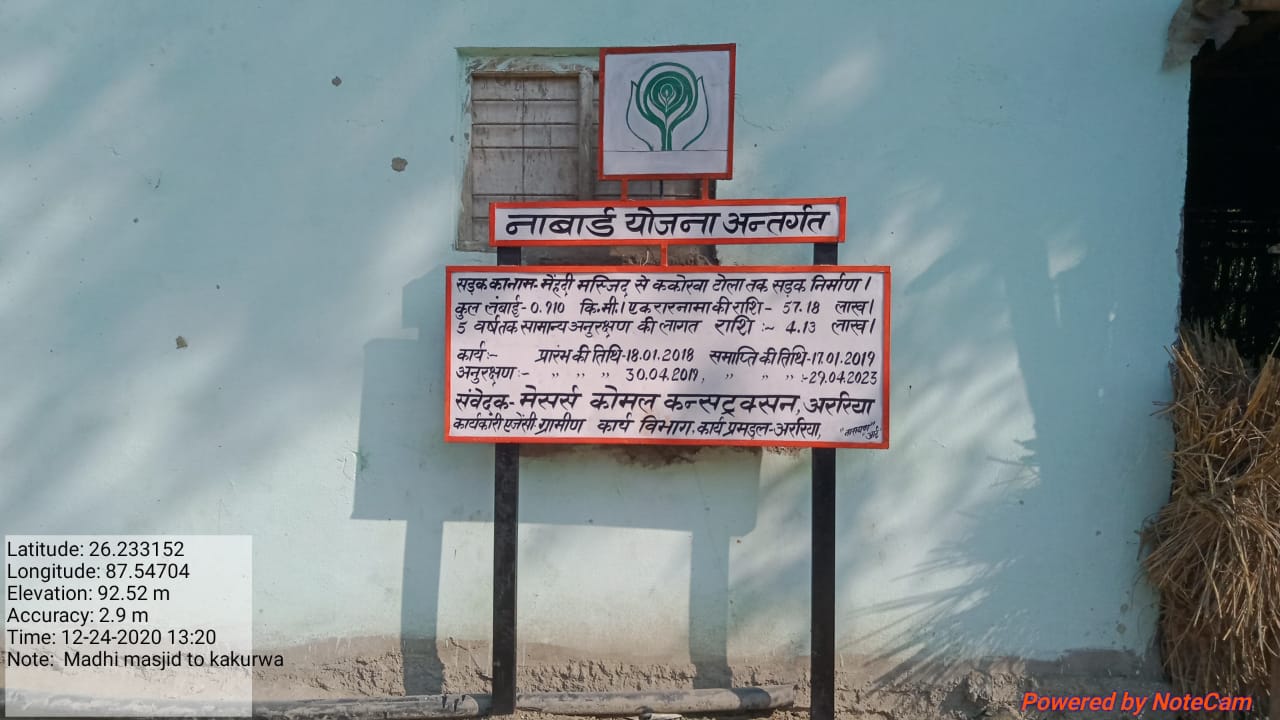 नाबार्ड योजना अन्तर्गत
सड़क का नाम- मेंहदी मस्जिद से ककोरवा टोला तक सड़क निर्माण।
कुल लंबाई- 0.910 कि.मी.। एकरारनामा की राशि - 57.18 लाख।
5 वर्ष तक सामान्य अनुरक्षण की लागत राशि :~ 4.13 लाख।
कार्य :- प्रारंभ की तिथि-18.01.2018 समाप्ति की तिथि-17.01.2019
अनुरक्षण :- ,, ,, ,, 30.04.2019, ,, ,, ,, :-29.04.2023
संवेदक- मेसर्स कोमल कन्सट्रक्सन, अररिया
कार्यकारी एजेंसी ग्रामीण कार्य विभाग. कार्य प्रमंडल-अररिया,
"नारायण"
आर्ट
Latitude: 26.233152
Longitude: 87.54704
Elevation: 92.52 m
Accuracy: 2.9 m
Time: 12-24-2020 13:20
Note: Madhi masjid to kakurwa
Powered by NoteCam